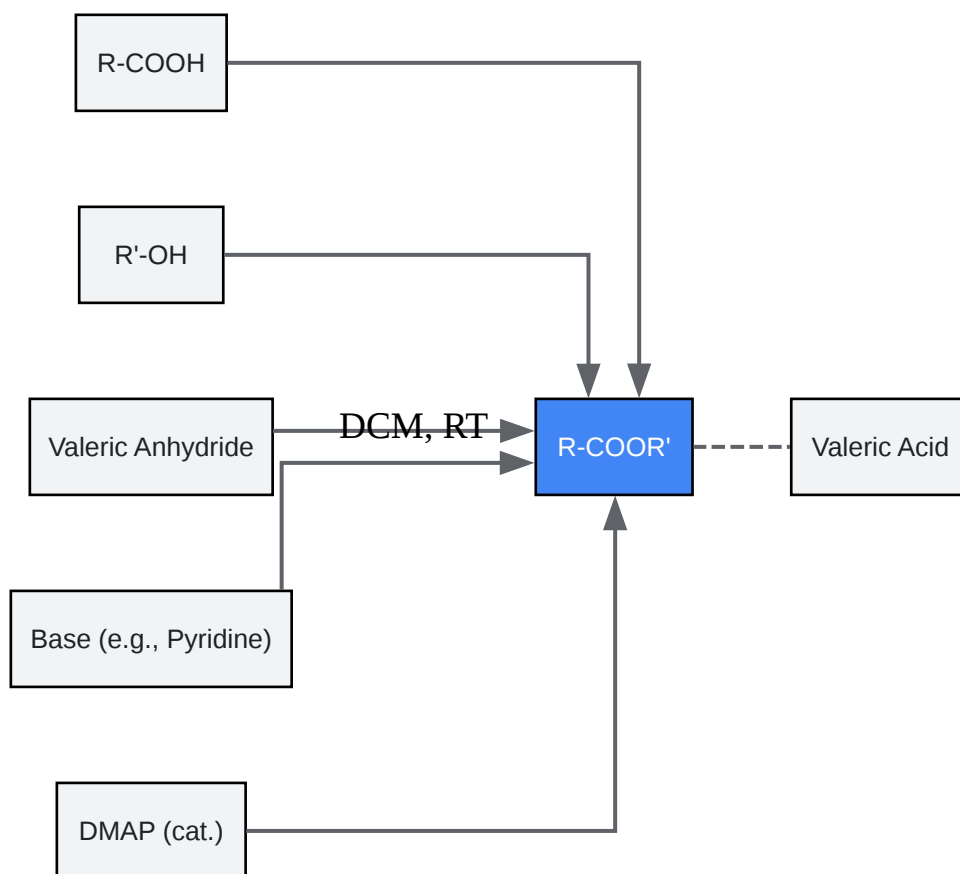 R-COOH
R'-OH
Valeric Anhydride
DCM, RT
R-COOR'
Valeric Acid
Base (e.g., Pyridine)
DMAP (cat.)